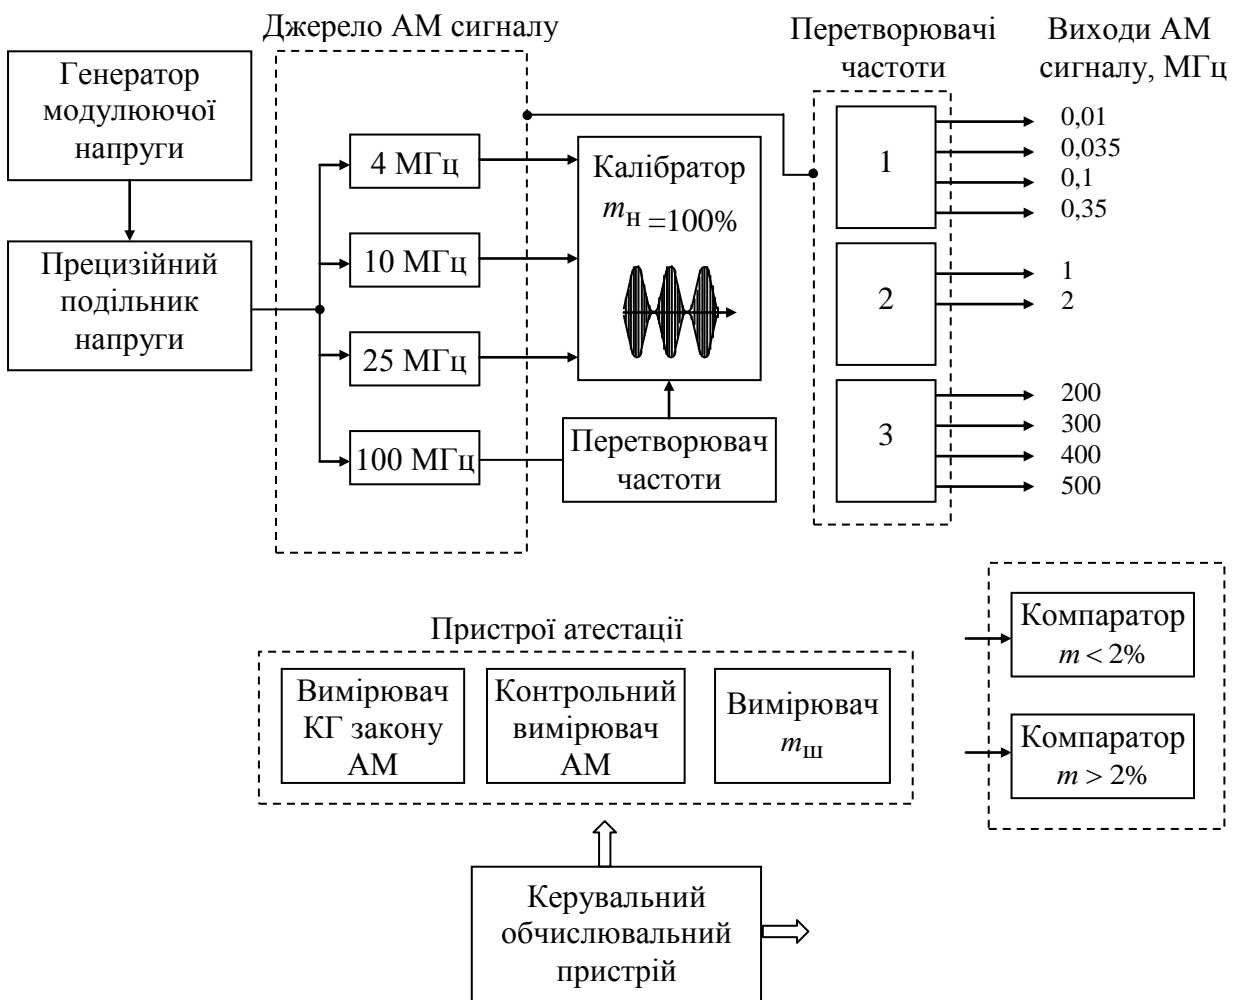 Джерело АМ сигналу
Перетворювачі
частоти
Виходи АМ
сигналу, МГц
Генератор
модулюючої
напруги
Прецизійний
подільник
напруги
4 МГц
10 МГц
25 МГц
100 МГц
Калібратор
mн =100%
Перетворювач
частоти
1
2
3
0,01
0,035
0,1
0,35
1
2
200
300
400
500
Пристрої атестації
Вимірювач
КГ закону
АМ
Контрольний
вимірювач
АМ
Вимірювач
mш
Компаратор
m < 2%
Компаратор
m > 2%
Керувальний
обчислювальний
пристрій